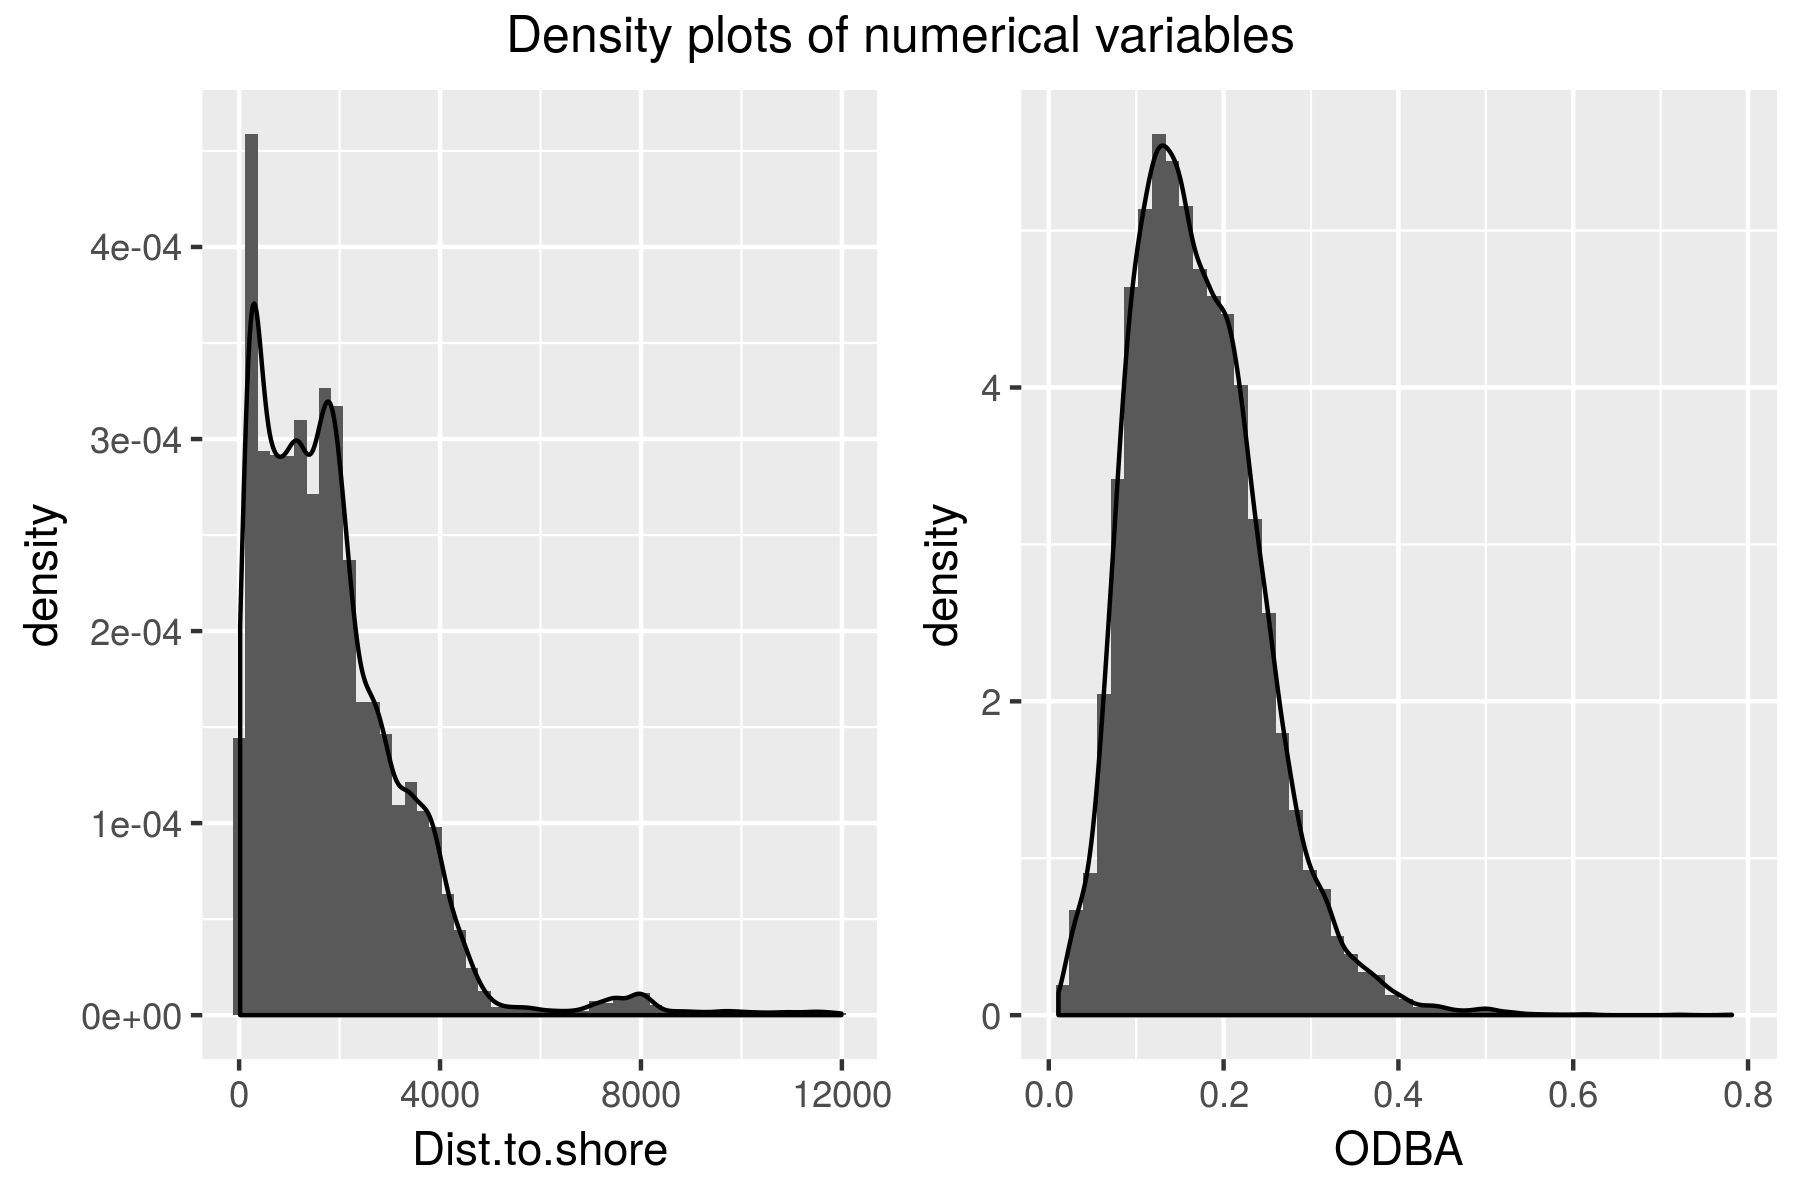 Density plots of numerical variables
density
4e-04
3e-04
2e-04
1e-04
0e+00
0 4000 8000 12000
Dist.to.shore
density
4
2
0
0.0 0.2 0.4 0.6 0.8
ODBA